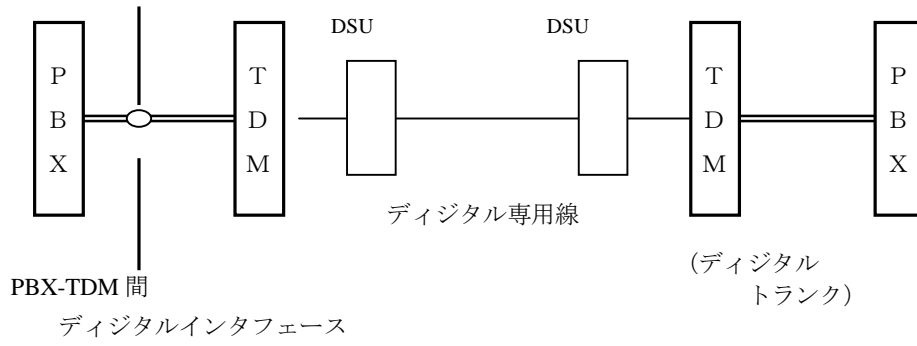 DSU
DSU
P
B
X
T
D
M
T
D
M
P
B
X
ディジタル専用線
(ディジタル
トランク)
PBX-TDM 間
ディジタルインタフェース